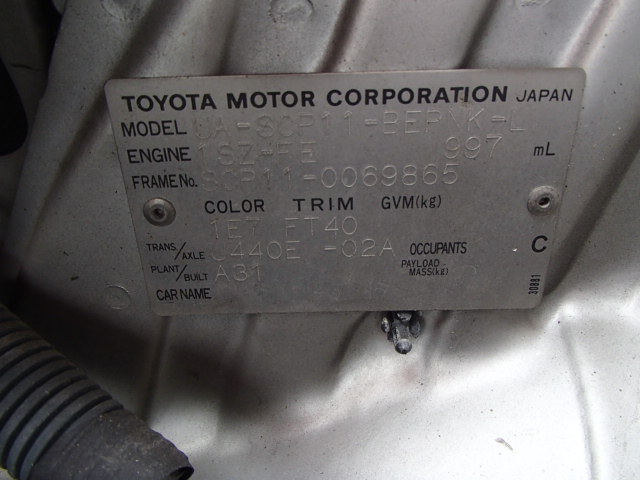 TOYOTA MOTOR CORPORATION JAPAN
MODEL UA-SCP11-BEPNK-L
ENGINE 1SZ-FE 997 mL
FRAME No. SCP11-0069865
COLOR TRIM GVM(kg)
1E7 FT40
TRANS/AXLE U440E -02A OCCUPANTS C
PLANT/BUILT A31 PAYLOAD MASS(kg)
CAR NAME
30881